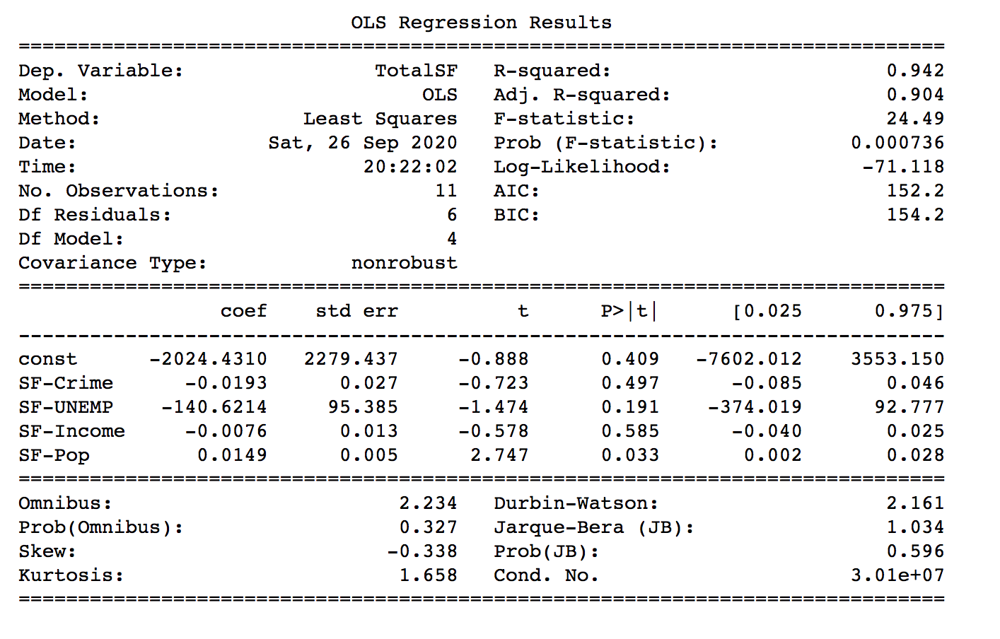 OLS Regression Results
==============================================================================
Dep. Variable: TotalSF R-squared: 0.942
Model: OLS Adj. R-squared: 0.904
Method: Least Squares F-statistic: 24.49
Date: Sat, 26 Sep 2020 Prob (F-statistic): 0.000736
Time: 20:22:02 Log-Likelihood: -71.118
No. Observations: 11 AIC: 152.2
Df Residuals: 6 BIC: 154.2
Df Model: 4
Covariance Type: nonrobust
==============================================================================
coef std err t P>|t| [0.025 0.975]
------------------------------------------------------------------------------
const -2024.4310 2279.437 -0.888 0.409 -7602.012 3553.150
SF-Crime -0.0193 0.027 -0.723 0.497 -0.085 0.046
SF-UNEMP -140.6214 95.385 -1.474 0.191 -374.019 92.777
SF-Income -0.0076 0.013 -0.578 0.585 -0.040 0.025
SF-Pop 0.0149 0.005 2.747 0.033 0.002 0.028
==============================================================================
Omnibus: 2.234 Durbin-Watson: 2.161
Prob(Omnibus): 0.327 Jarque-Bera (JB): 1.034
Skew: -0.338 Prob(JB): 0.596
Kurtosis: 1.658 Cond. No. 3.01e+07
==============================================================================